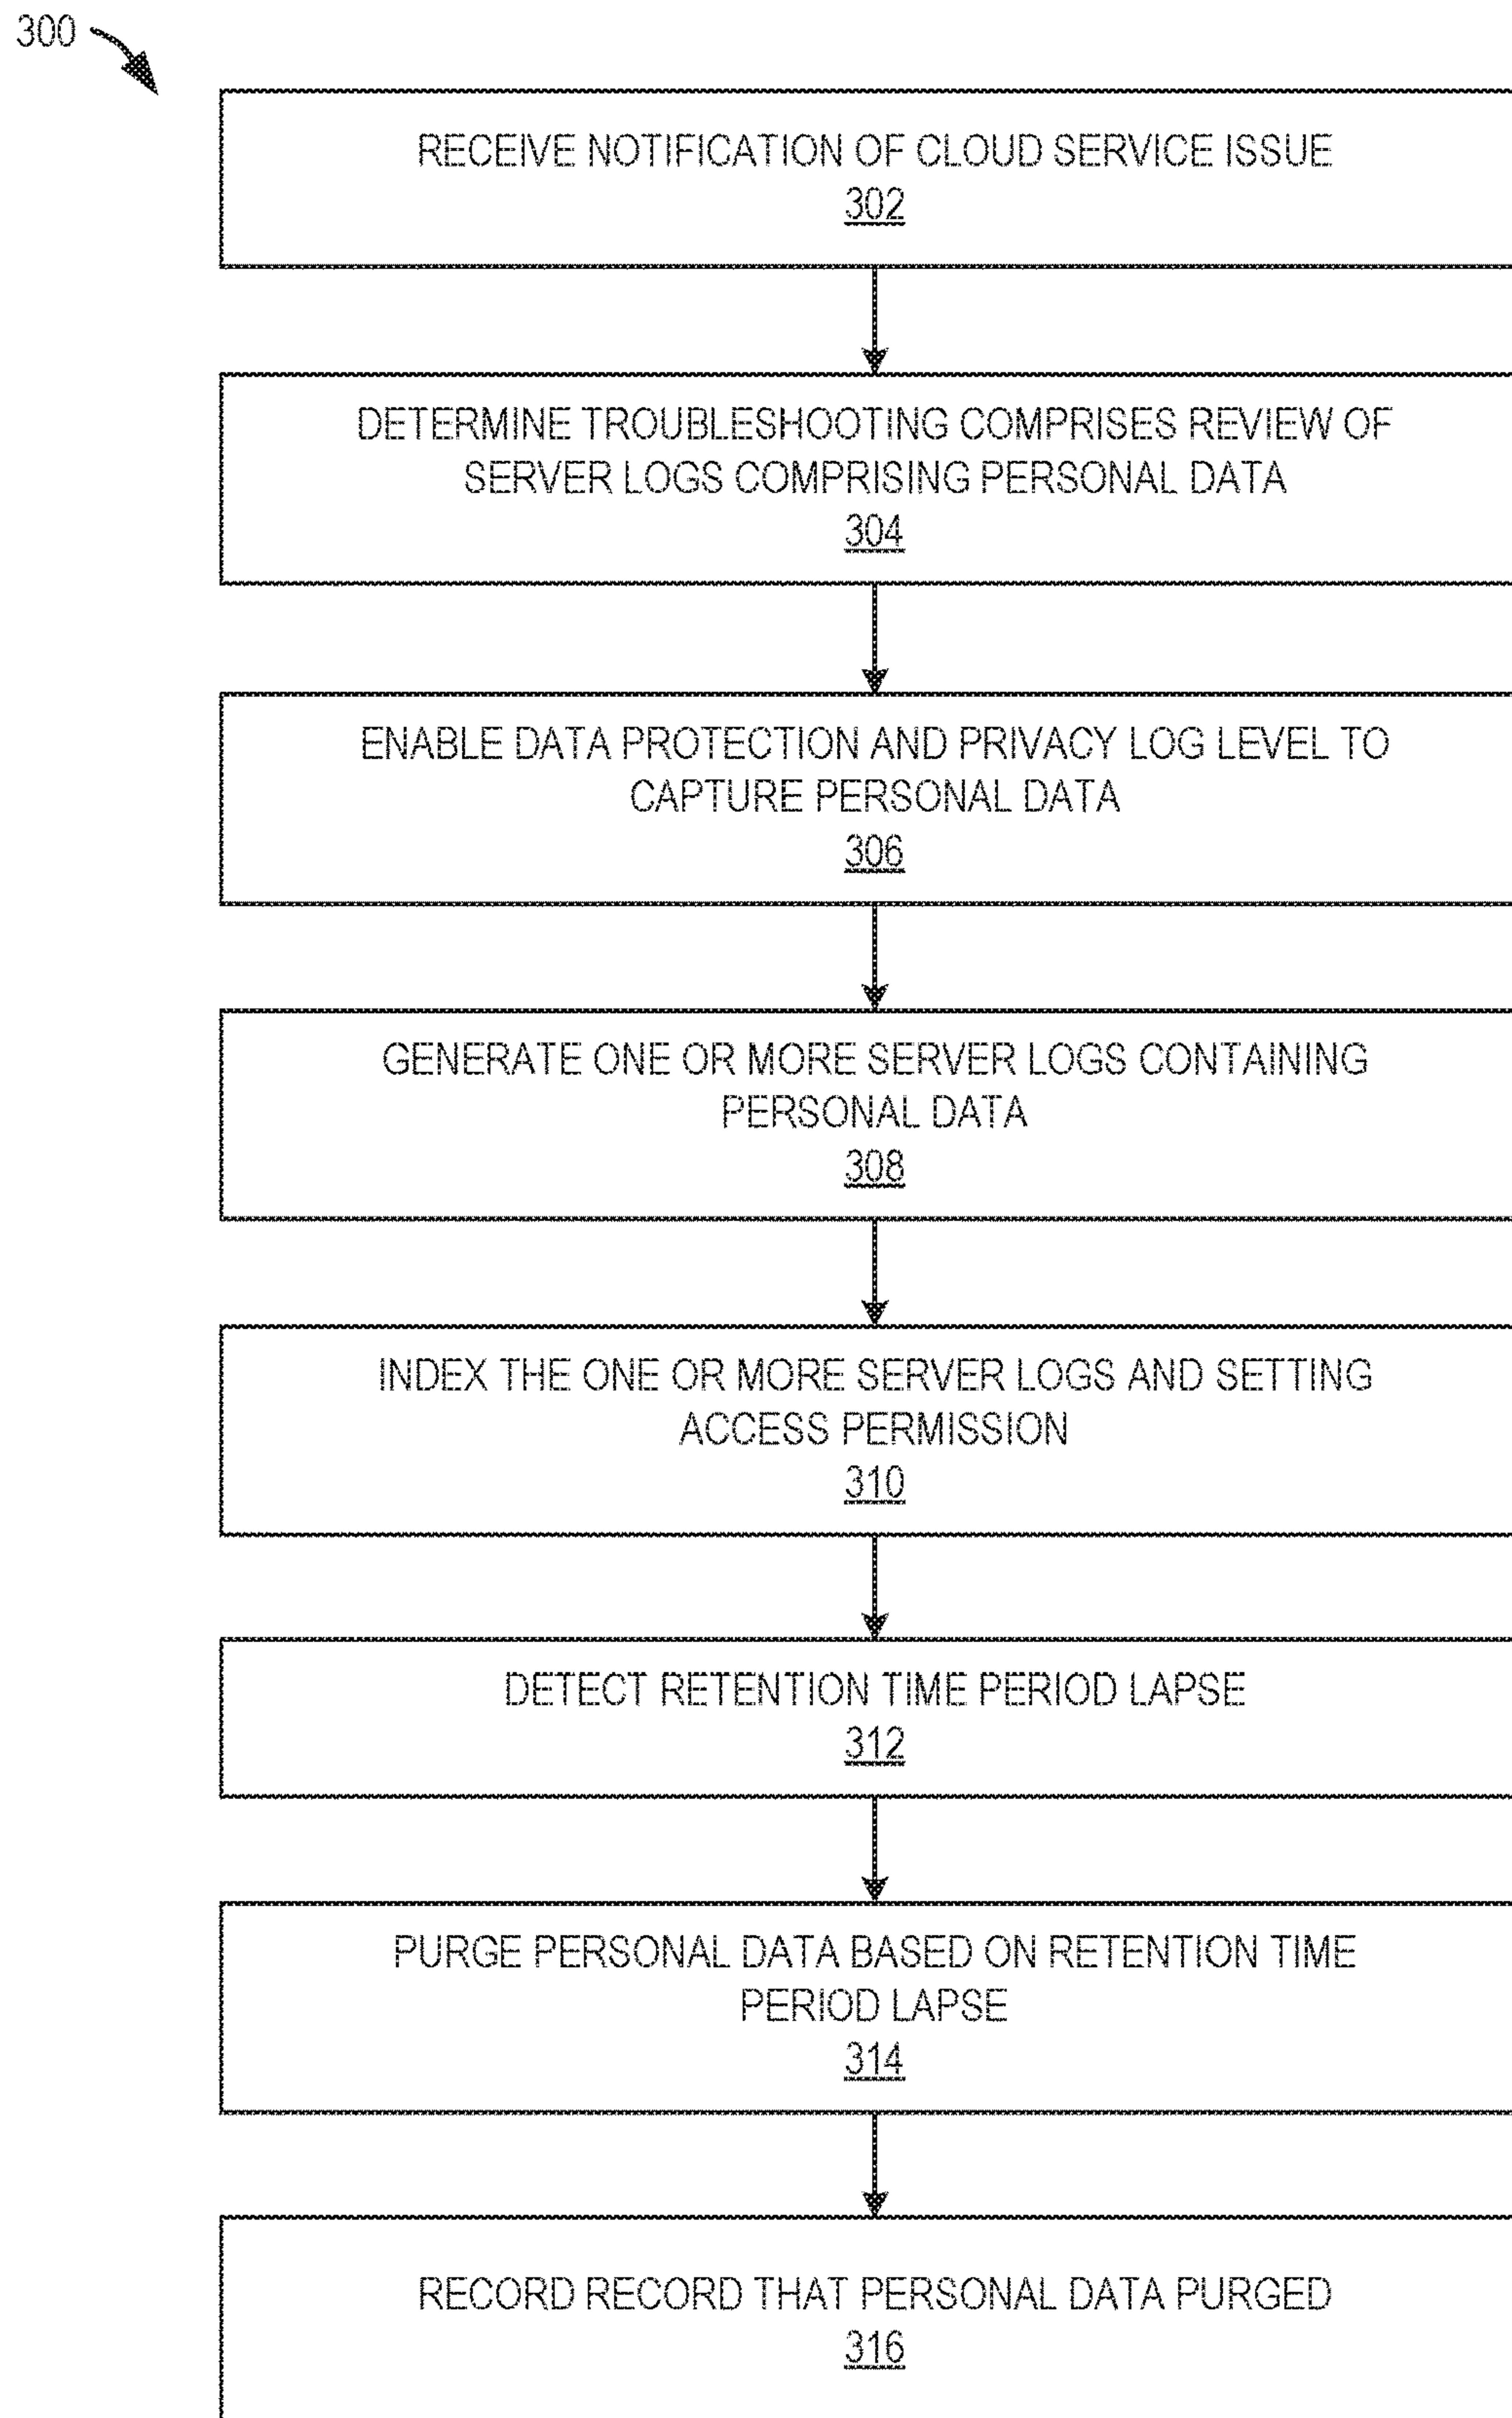 300
RECEIVE NOTIFICATION OF CLOUD SERVICE ISSUE
302
DETERMINE TROUBLESHOOTING COMPRISES REVIEW OF
SERVER LOGS COMPRISING PERSONAL DATA
304
ENABLE DATA PROTECTION AND PRIVACY LOG LEVEL TO
CAPTURE PERSONAL DATA
306
GENERATE ONE OR MORE SERVER LOGS CONTAINING
PERSONAL DATA
308
INDEX THE ONE OR MORE SERVER LOGS AND SETTING
ACCESS PERMISSION
310
DETECT RETENTION TIME PERIOD LAPSE
312
PURGE PERSONAL DATA BASED ON RETENTION TIME
PERIOD LAPSE
314
RECORD RECORD THAT PERSONAL DATA PURGED
316